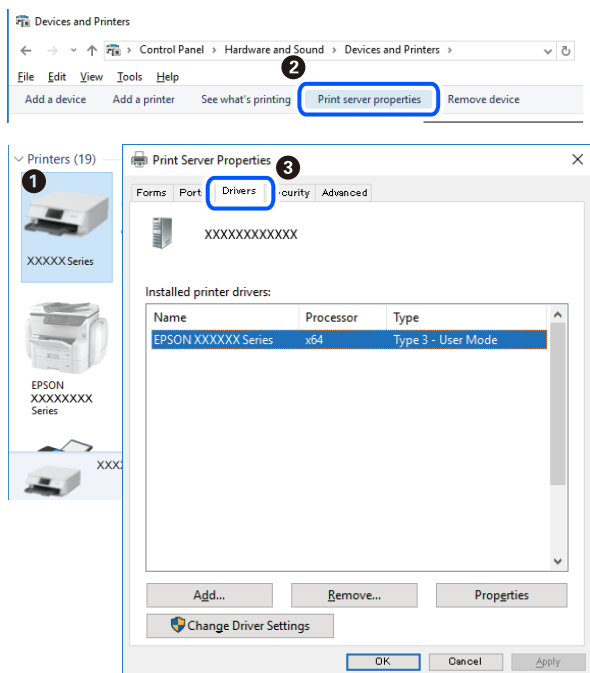 Devices and Printers
Control Panel > Hardware and Sound > Devices and Printers >
2
File Edit View Tools Help
Add a device Add a printer See what's printing Print server properties Remove device
Printers (19)
1
XXXXX Series
EPSON
XXXXXXXX
Series
XXX
Print Server Properties
3
Forms Port Drivers curity Advanced
XXXXXXXXXXXX
Installed printer drivers:
Name Processor Type
EPSON XXXXXX Series x64 Type 3 - User Mode
Add... Remove... Properties
Change Driver Settings
OK Cancel Apply